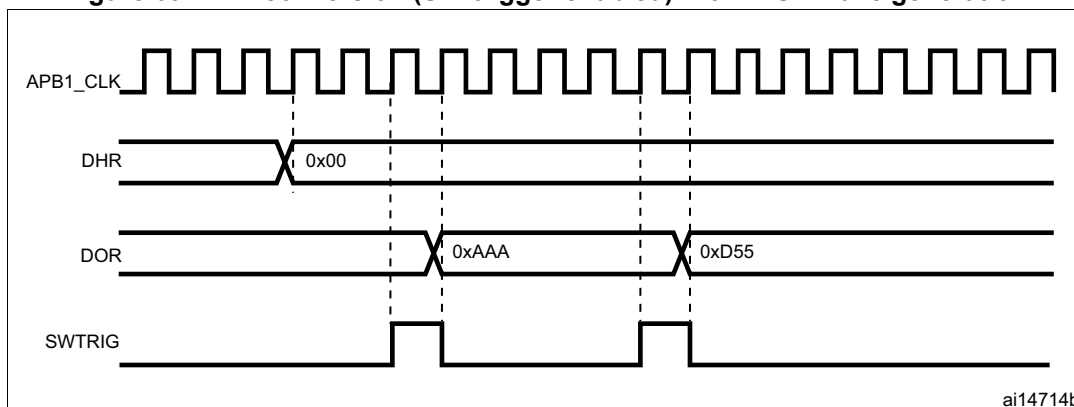 APB1_CLK
DHR
0x00
DOR
0xAAA
0xD55
SWTRIG
ai14714b